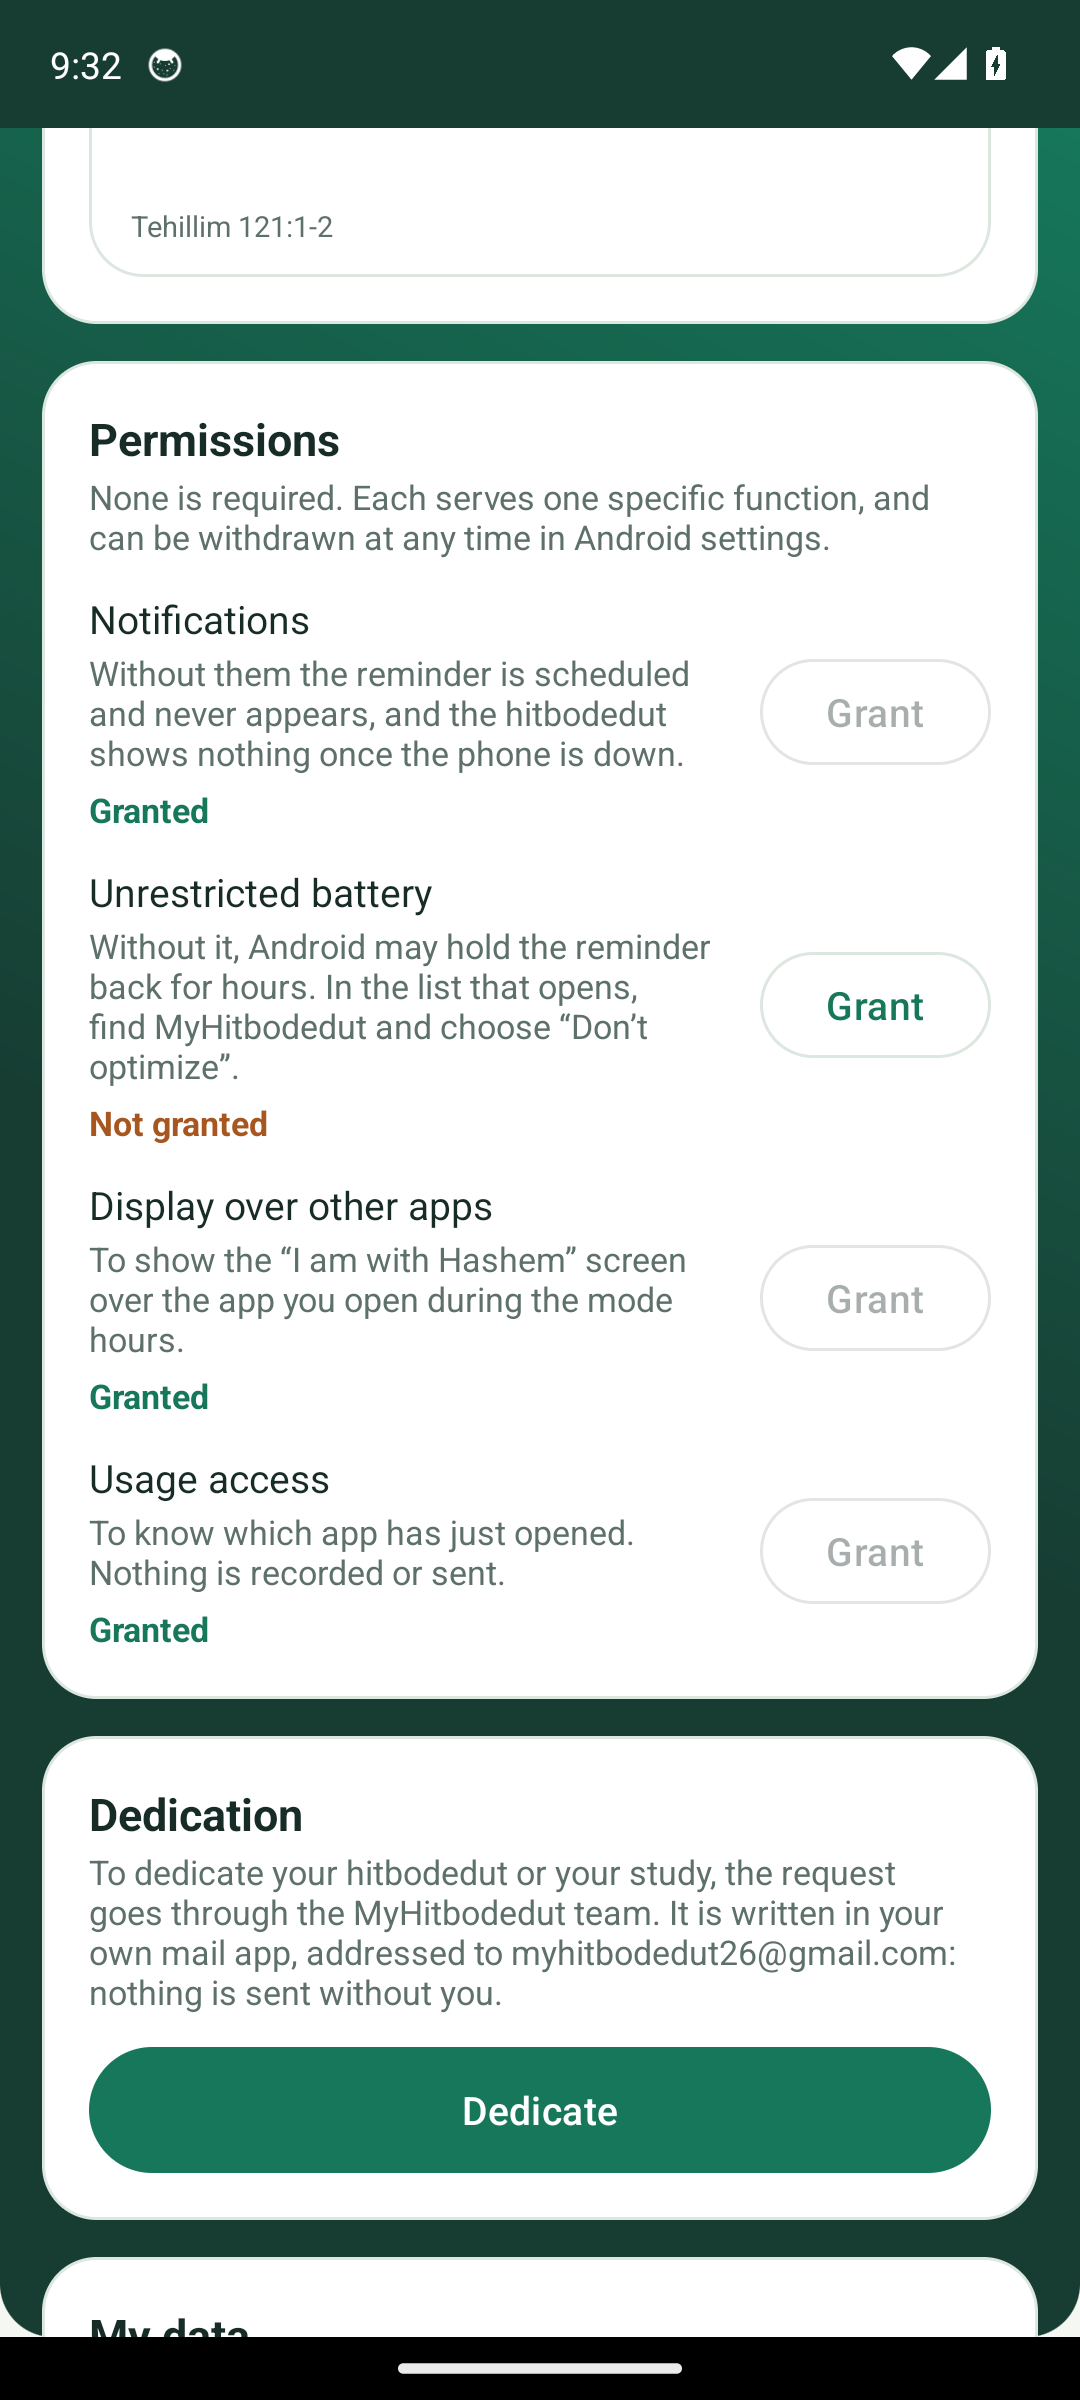 9:32
Tehillim 121:1-2
Permissions
None is required. Each serves one specific function, and
can be withdrawn at any time in Android settings.
Notifications
Without them the reminder is scheduled
and never appears, and the hitbodedut
shows nothing once the phone is down.
Grant
Granted
Unrestricted battery
Without it, Android may hold the reminder
back for hours. In the list that opens,
find MyHitbodedut and choose “Don’t
optimize”.
Grant
Not granted
Display over other apps
To show the “I am with Hashem” screen
over the app you open during the mode
hours.
Grant
Granted
Usage access
To know which app has just opened.
Nothing is recorded or sent.
Grant
Granted
Dedication
To dedicate your hitbodedut or your study, the request
goes through the MyHitbodedut team. It is written in your
own mail app, addressed to myhitbodedut26@gmail.com:
nothing is sent without you.
Dedicate
My data